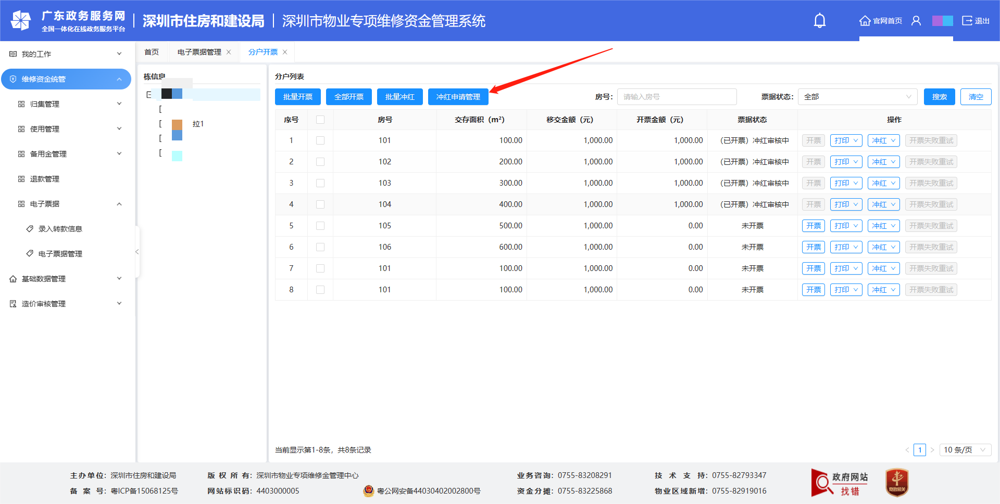 广东政务服务网
全国一体化在线政务服务平台
深圳市住房和建设局
深圳市物业专项维修资金管理系统
官网首页
退出
我的工作
维修资金统管
归集管理
使用管理
备用金管理
退款管理
电子票据
录入转款信息
电子票据管理
基础数据管理
造价审核管理
首页
电子票据管理
分户开票
栋信息
拉1
分户列表
批量开票 全部开票 批量冲红 冲红申请管理 房号: 请输入房号 票据状态: 全部 搜索 清空
序号 房号 交存面积（m²） 移交金额（元） 开票金额（元） 票据状态 操作
1 101 100.00 1,000.00 1,000.00 （已开票）冲红审核中 开票 打印 冲红 开票失败重试
2 102 200.00 1,000.00 1,000.00 （已开票）冲红审核中 开票 打印 冲红 开票失败重试
3 103 300.00 1,000.00 1,000.00 （已开票）冲红审核中 开票 打印 冲红 开票失败重试
4 104 400.00 1,000.00 1,000.00 （已开票）冲红审核中 开票 打印 冲红 开票失败重试
5 105 500.00 1,000.00 0.00 未开票 开票 打印 冲红 开票失败重试
6 106 600.00 1,000.00 0.00 未开票 开票 打印 冲红 开票失败重试
7 101 100.00 1,000.00 0.00 未开票 开票 打印 冲红 开票失败重试
8 101 100.00 1,000.00 0.00 未开票 开票 打印 冲红 开票失败重试
当前显示第1-8条，共8条记录
1
10 条/页
主办单位：深圳市住房和建设局 版权所有：深圳市物业专项维修金管理中心 业务咨询：0755-83208291 技术支持：0755-82793347
备案号：粤ICP备15068125号 网站标识码：4403000005 粤公网安备44030402002800号 资金分摊：0755-83225868 物业区域新增：0755-82919016
政府网站
找错
党政机关